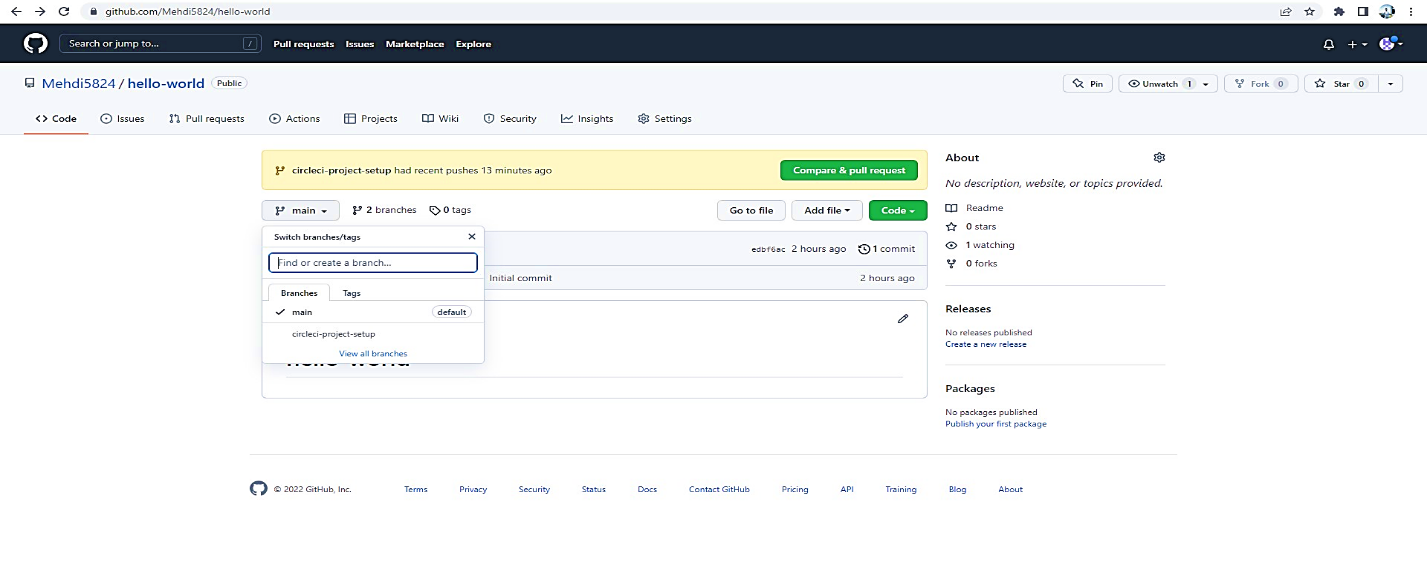 github.com/Mehdi5824/hello-world
Search or jump to... / Pull requests Issues Marketplace Explore
Mehdi5824 / hello-world Public Pin Unwatch 1 Fork 0 Star 0
Code Issues Pull requests Actions Projects Wiki Security Insights Settings
circleci-project-setup had recent pushes 13 minutes ago Compare & pull request
main 2 branches 0 tags Go to file Add file Code
Switch branches/tags
Find or create a branch...
Branches Tags
main default
circleci-project-setup
View all branches
edbf6ac 2 hours ago 1 commit
Initial commit 2 hours ago
hello-world
About
No description, website, or topics provided.
Readme
0 stars
1 watching
0 forks
Releases
No releases published
Create a new release
Packages
No packages published
Publish your first package
© 2022 GitHub, Inc. Terms Privacy Security Status Docs Contact GitHub Pricing API Training Blog About